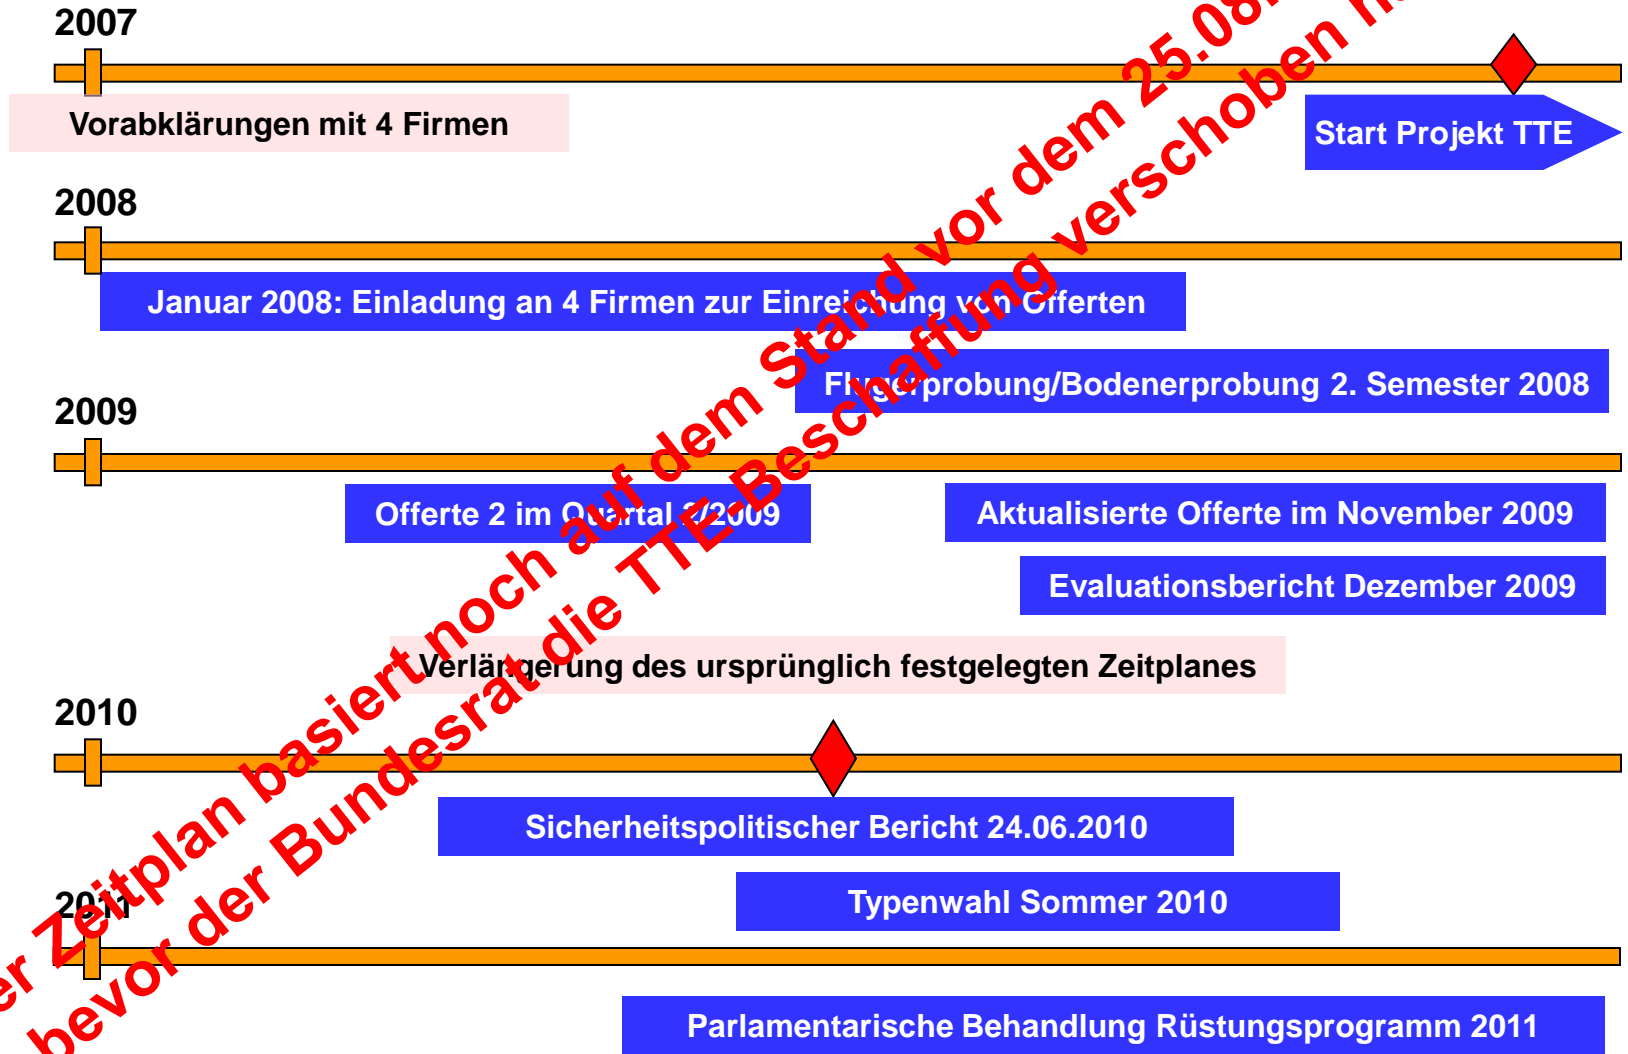 2007
Vorabklärungen mit 4 Firmen
Start Projekt TTE
2008
Januar 2008: Einladung an 4 Firmen zur Einreichung von Offerten
Flugerprobung/Bodenerprobung 2. Semester 2008
2009
Offerte 2 im Quartal 2/2009
Aktualisierte Offerte im November 2009
Evaluationsbericht Dezember 2009
Verlängerung des ursprünglich festgelegten Zeitplanes
2010
Sicherheitspolitischer Bericht 24.06.2010
Typenwahl Sommer 2010
2011
Parlamentarische Behandlung Rüstungsprogramm 2011
Zeitplan basiert noch auf dem Stand vor dem 25.08.
bevor der Bundesrat die TTE-Beschaffung verschoben